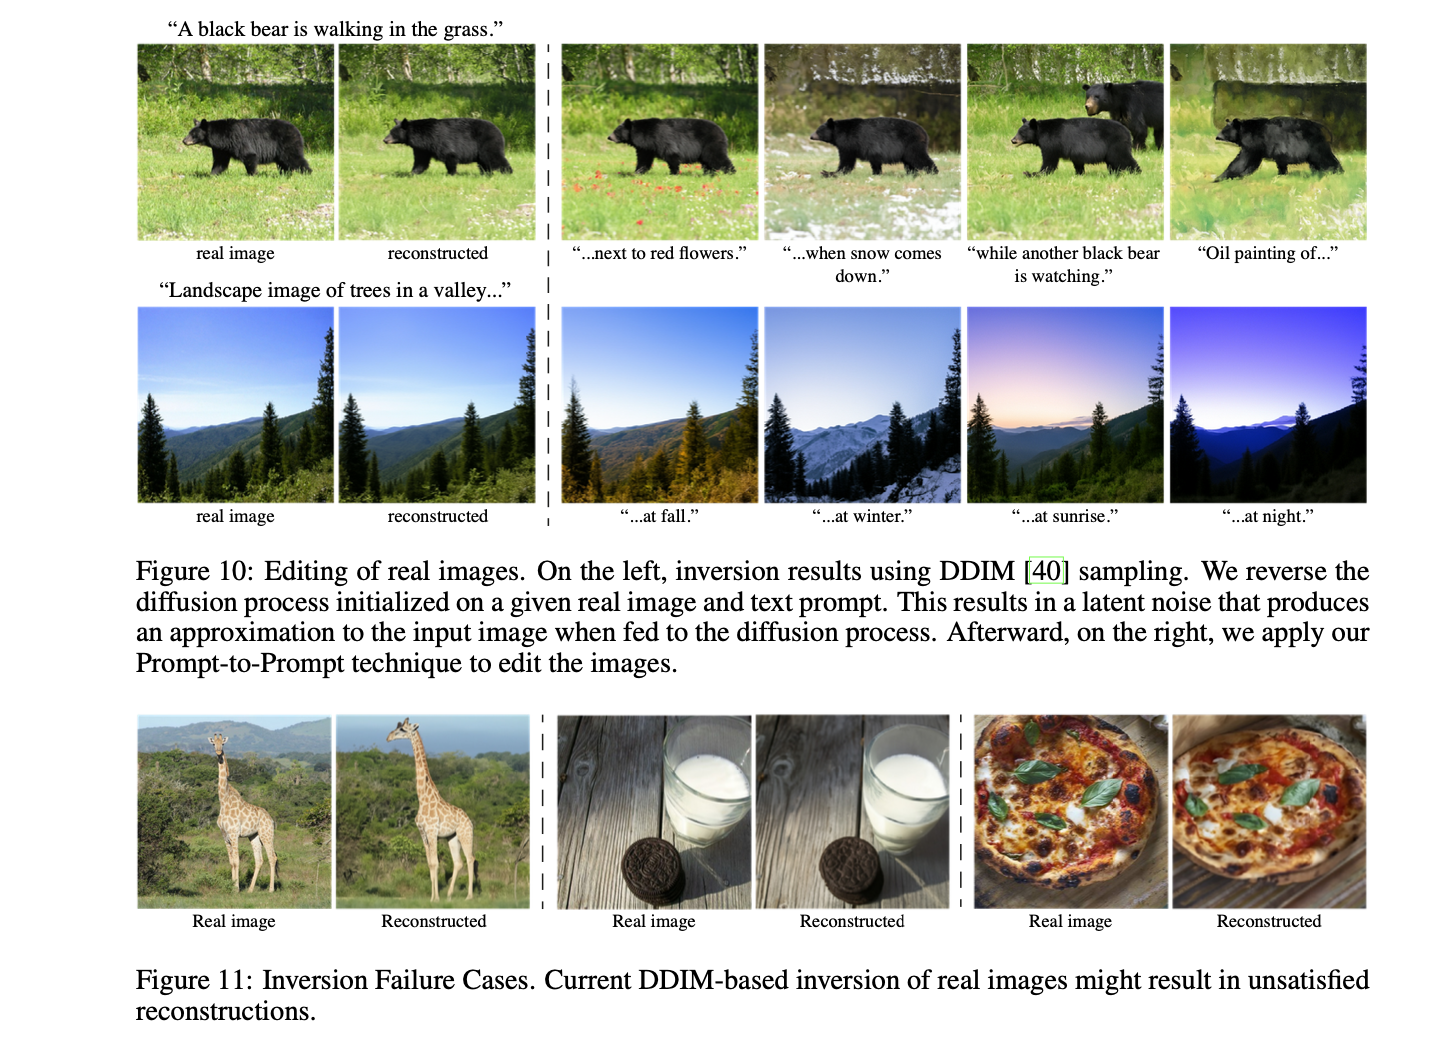 “A black bear is walking in the grass.”
real image
reconstructed
“...next to red flowers.”
“...when snow comes
down.”
“while another black bear
is watching.”
“Oil painting of...”
“Landscape image of trees in a valley...”
real image
reconstructed
“...at fall.”
“...at winter.”
“...at sunrise.”
“...at night.”
Figure 10: Editing of real images. On the left, inversion results using DDIM [40] sampling. We reverse the
diffusion process initialized on a given real image and text prompt. This results in a latent noise that produces
an approximation to the input image when fed to the diffusion process. Afterward, on the right, we apply our
Prompt-to-Prompt technique to edit the images.
Real image
Reconstructed
Real image
Reconstructed
Real image
Reconstructed
Figure 11: Inversion Failure Cases. Current DDIM-based inversion of real images might result in unsatisfied
reconstructions.